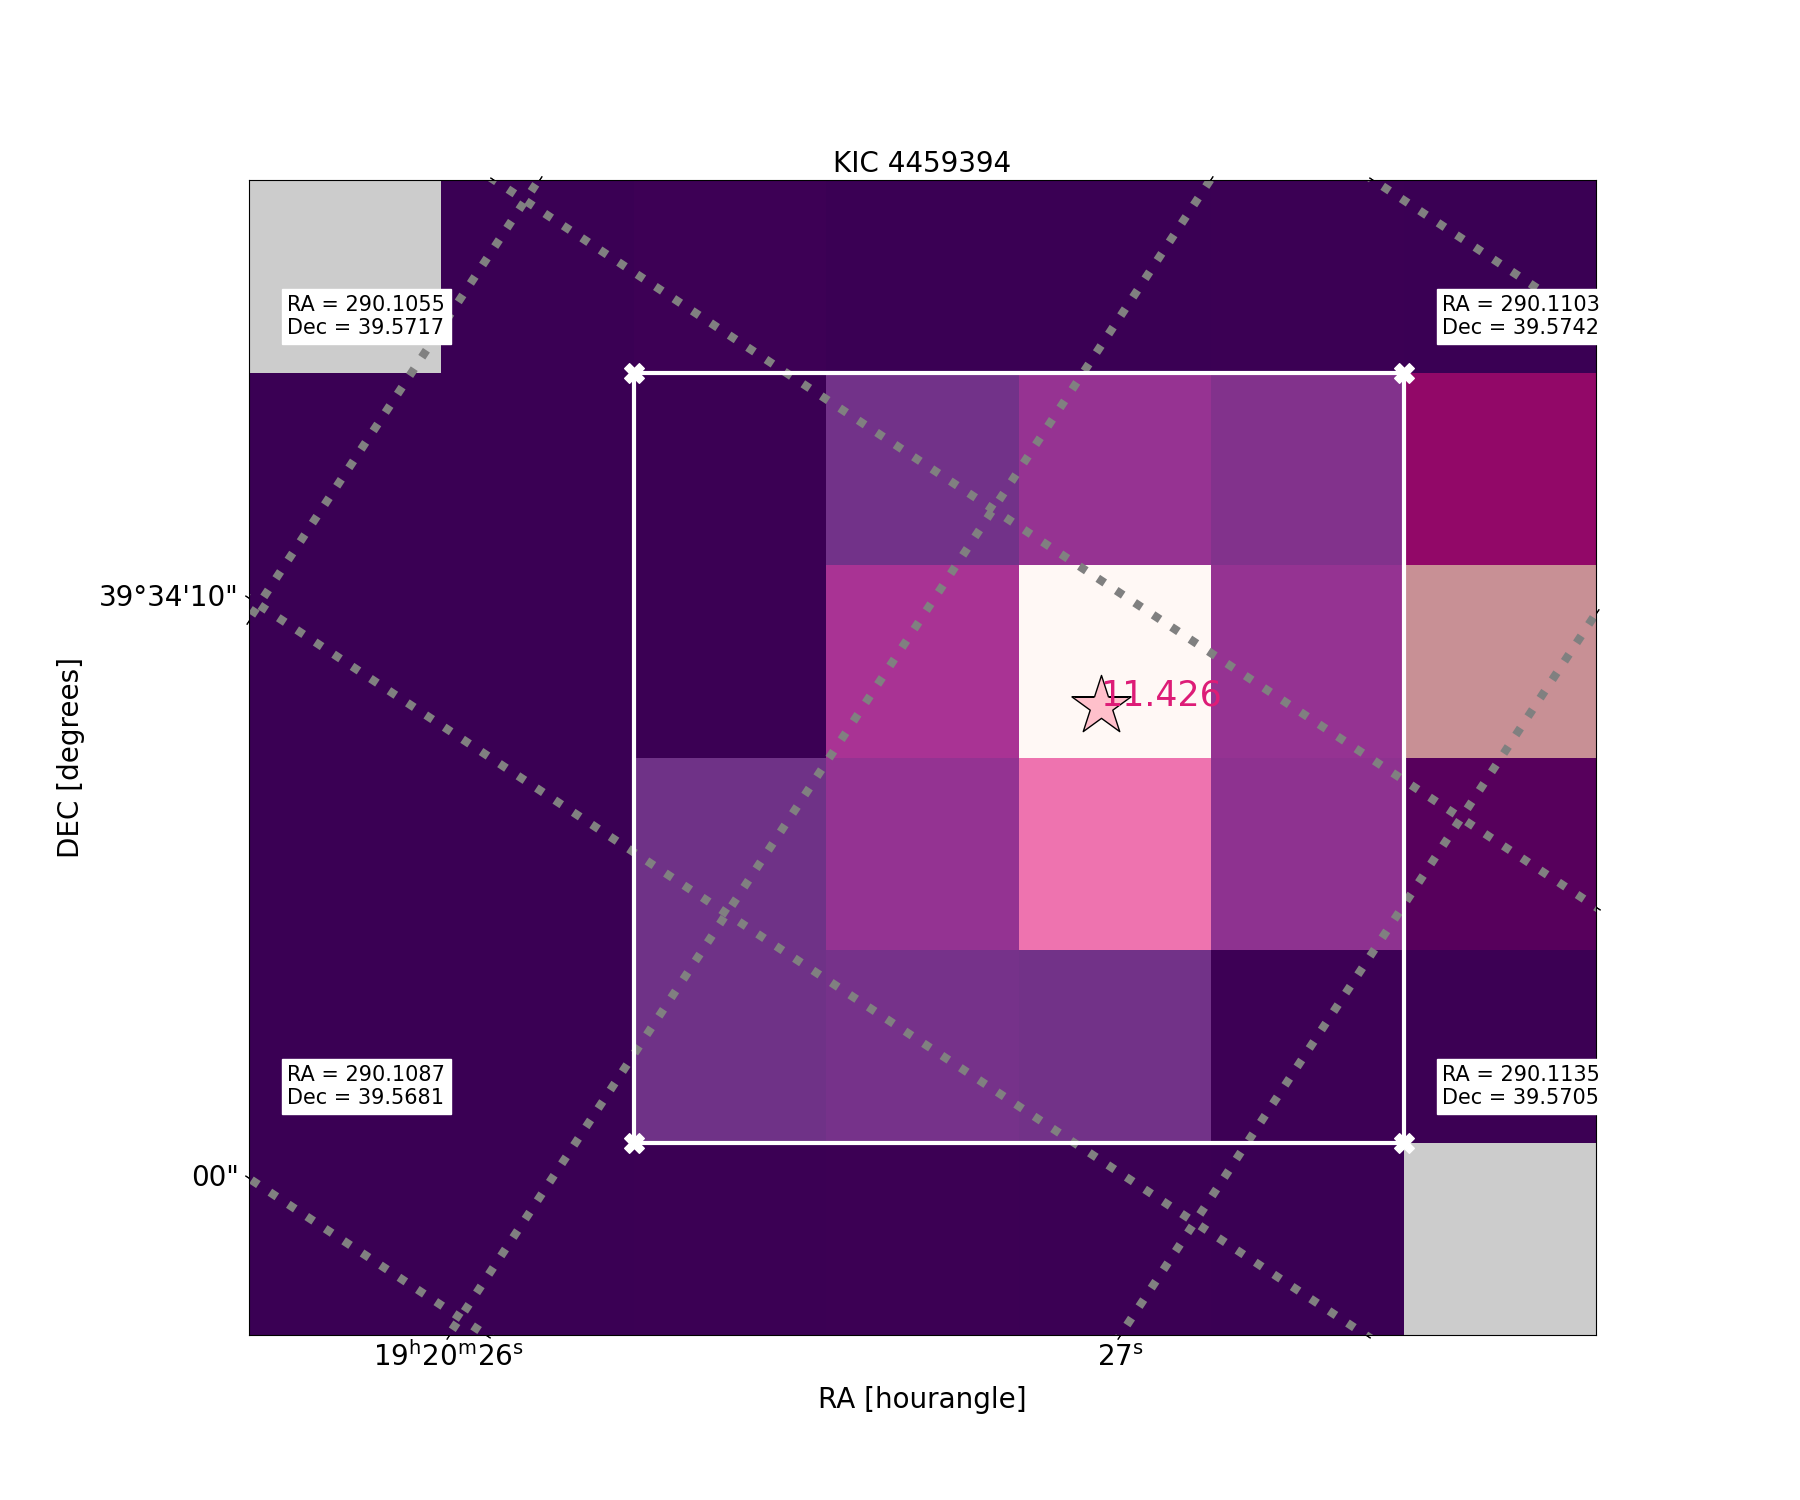 KIC 4459394
RA = 290.1055
Dec = 39.5717
RA = 290.1103
Dec = 39.5742
39°34'10"
11.426
DEC [degrees]
RA = 290.1087
Dec = 39.5681
RA = 290.1135
Dec = 39.5705
00"
19h20m26s
27s
RA [hourangle]